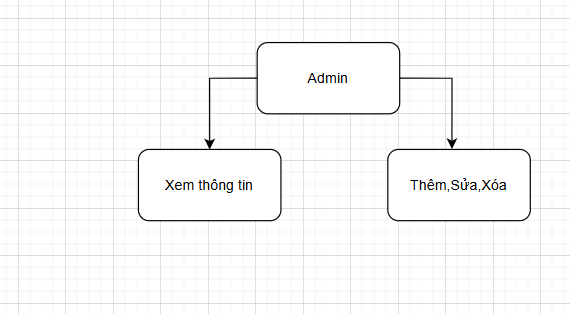 Admin
Xem thông tin
Thêm,Sửa,Xóa